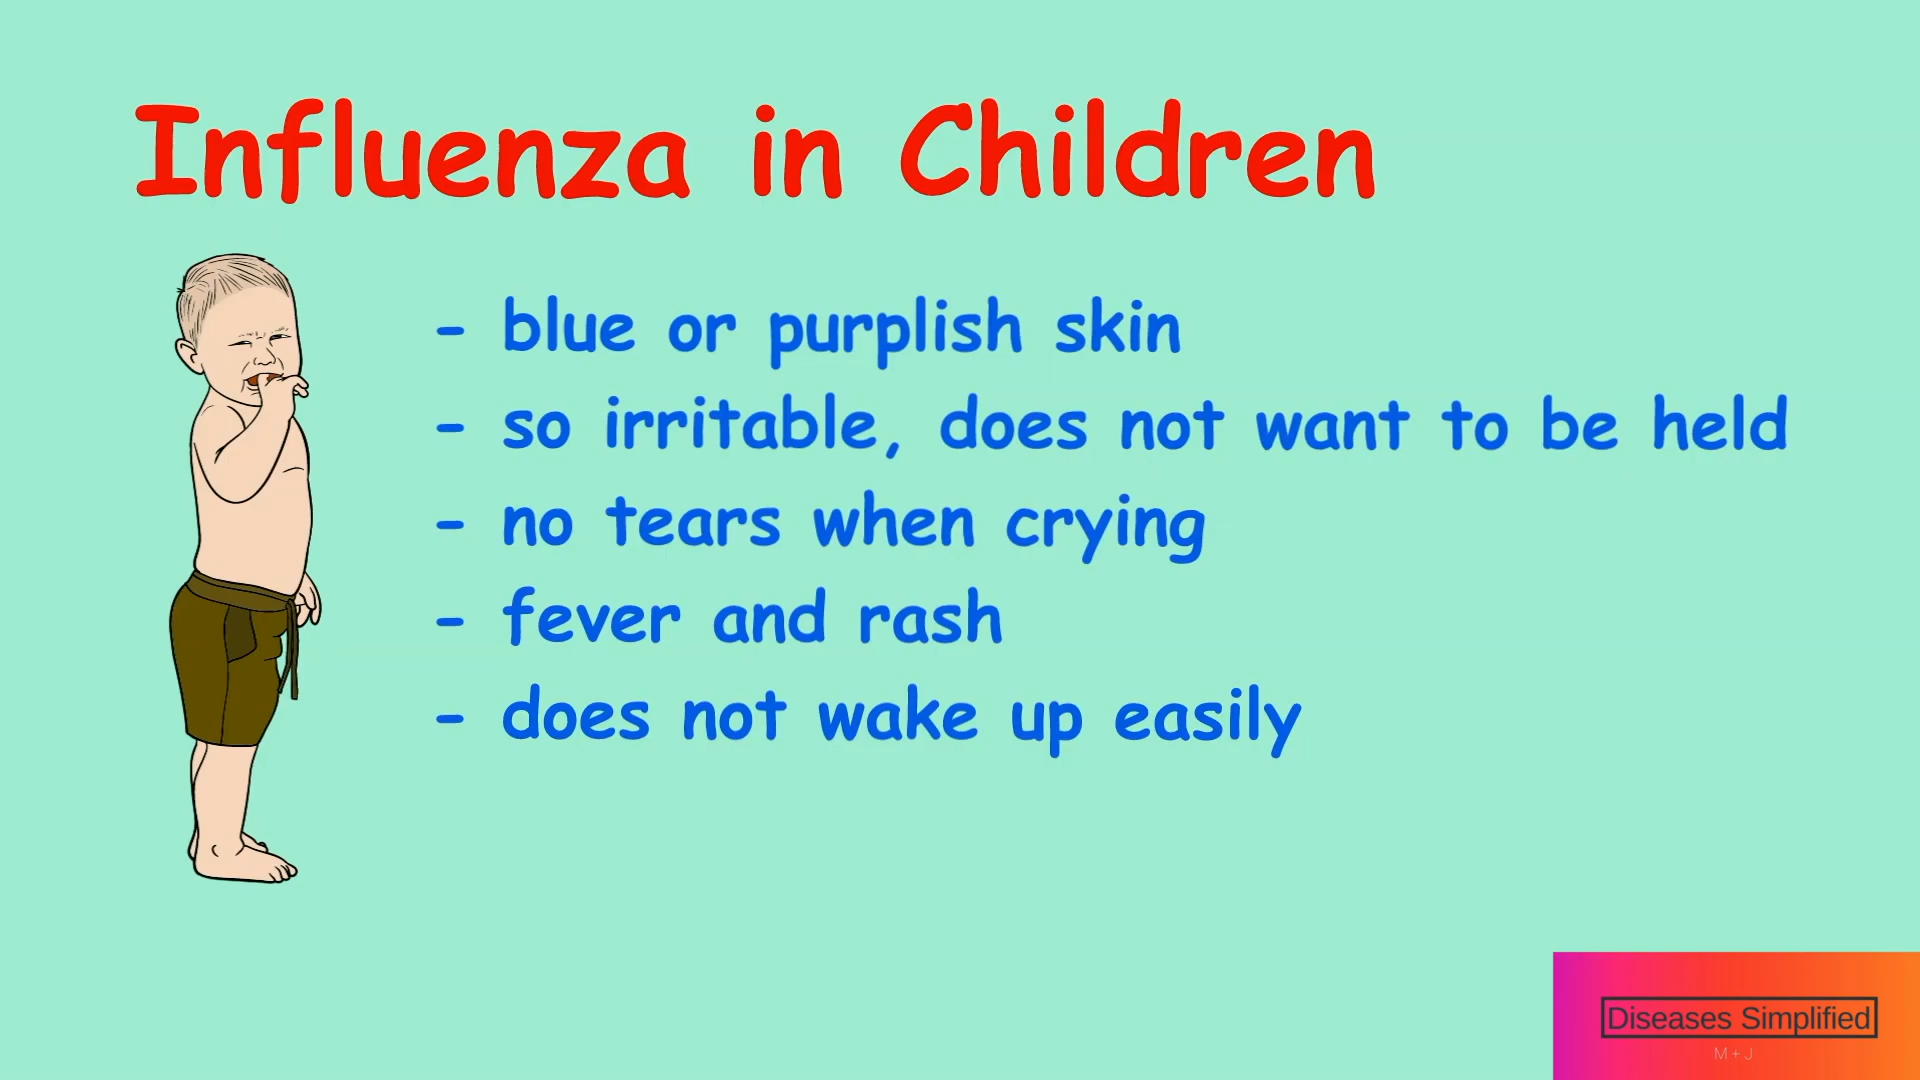 Influenza in Children
- blue or purplish skin
- so irritable, does not want to be held
- no tears when crying
- fever and rash
- does not wake up easily
Diseases Simplified
M+J